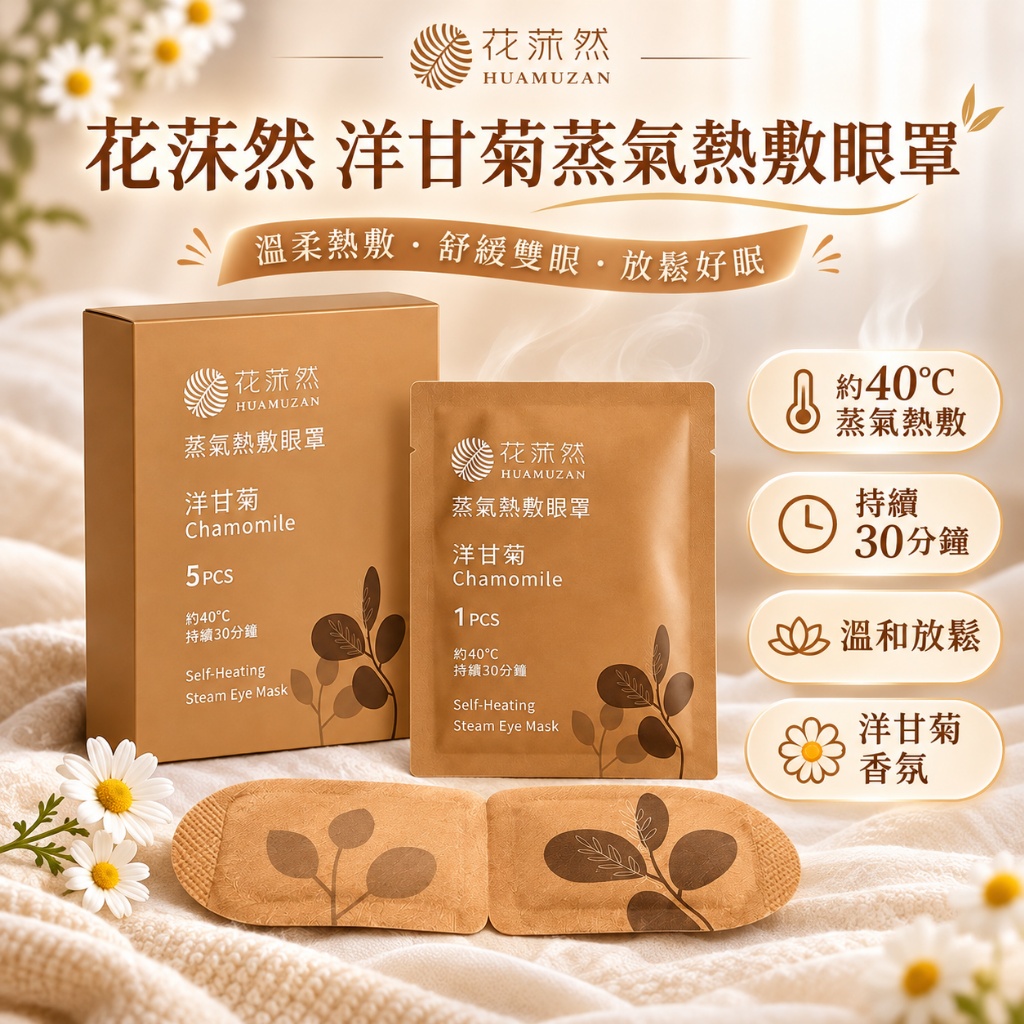 花莯然
HUAMUZAN
花莯然 洋甘菊蒸氣熱敷眼罩
溫柔熱敷・舒緩雙眼・放鬆好眠
花莯然
HUAMUZAN
蒸氣熱敷眼罩
洋甘菊
Chamomile
5PCS
約40°C
持續30分鐘
Self-Heating
Steam Eye Mask
花莯然
HUAMUZAN
蒸氣熱敷眼罩
洋甘菊
Chamomile
1PCS
約40°C
持續30分鐘
Self-Heating
Steam Eye Mask
約40°C
蒸氣熱敷
持續
30分鐘
溫和放鬆
洋甘菊
香氛